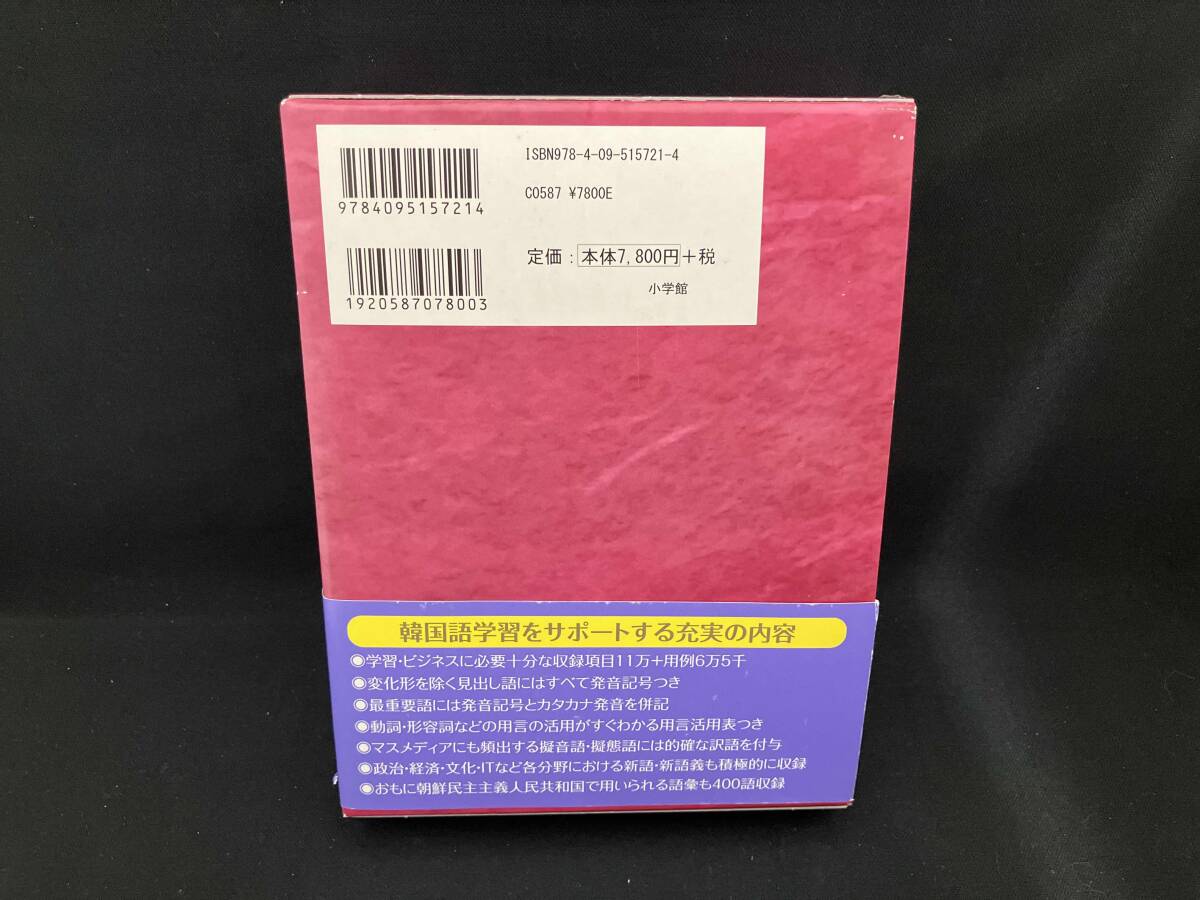 ISBN978-4-09-515721-4
C0587 ¥7800E
9784095157214
定価：本体7,800円＋税
小学館
1920587078003
韓国語学習をサポートする充実の内容
◉学習・ビジネスに必要十分な収録項目11万＋用例6万5千
◉変化形を除く見出し語にはすべて発音記号つき
◉最重要語には発音記号とカタカナ発音を併記
◉動詞・形容詞などの用言の活用がすぐわかる用言活用表つき
◉マスメディアにも頻出する擬音語・擬態語には的確な訳語を付与
◉政治・経済・文化・ITなど各分野における新語・新語義も積極的に収録
◉おもに朝鮮民主主義人民共和国で用いられる語彙も400語収録